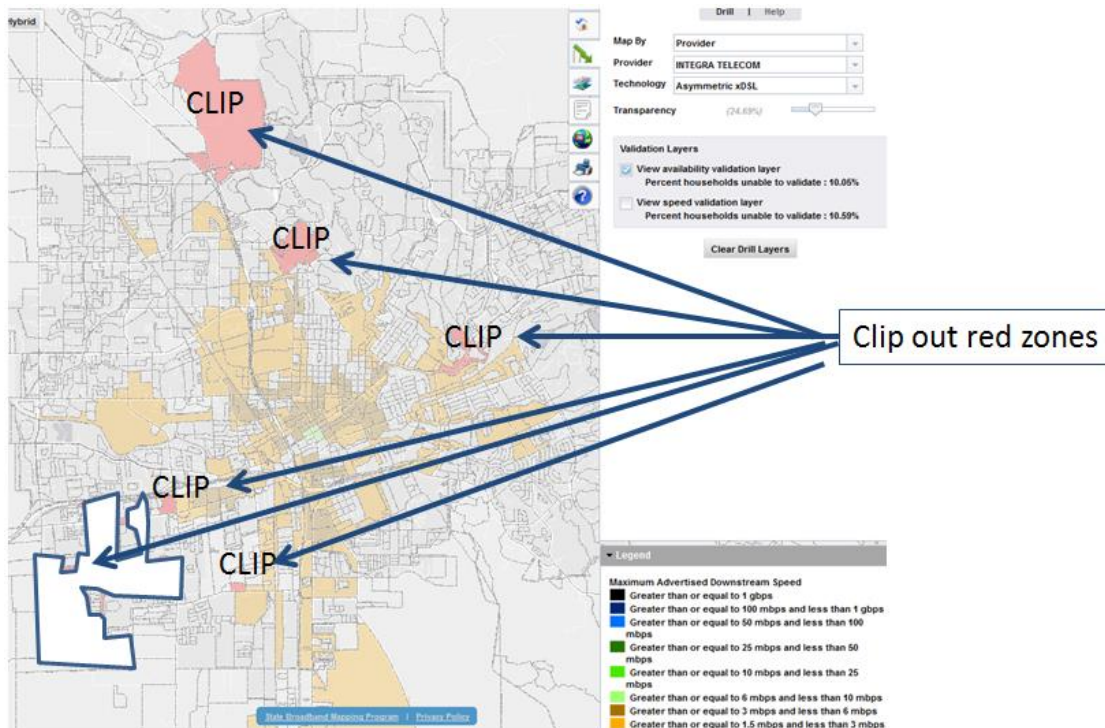 Hybrid
Drill | Help
Map By Provider
Provider INTEGRA TELECOM
Technology Asymmetric xDSL
Transparency (24.69%)
Validation Layers
View availability validation layer
Percent households unable to validate : 10.05%
View speed validation layer
Percent households unable to validate : 10.59%
Clear Drill Layers
CLIP
CLIP
CLIP
Clip out red zones
CLIP
CLIP
Legend
Maximum Advertised Downstream Speed
Greater than or equal to 1 gbps
Greater than or equal to 100 mbps and less than 1 gbps
Greater than or equal to 50 mbps and less than 100
mbps
Greater than or equal to 25 mbps and less than 50
mbps
Greater than or equal to 10 mbps and less than 25
mbps
Greater than or equal to 6 mbps and less than 10 mbps
Greater than or equal to 3 mbps and less than 6 mbps
Greater than or equal to 1.5 mbps and less than 3 mbps
State Broadband Mapping Program | Privacy Policy